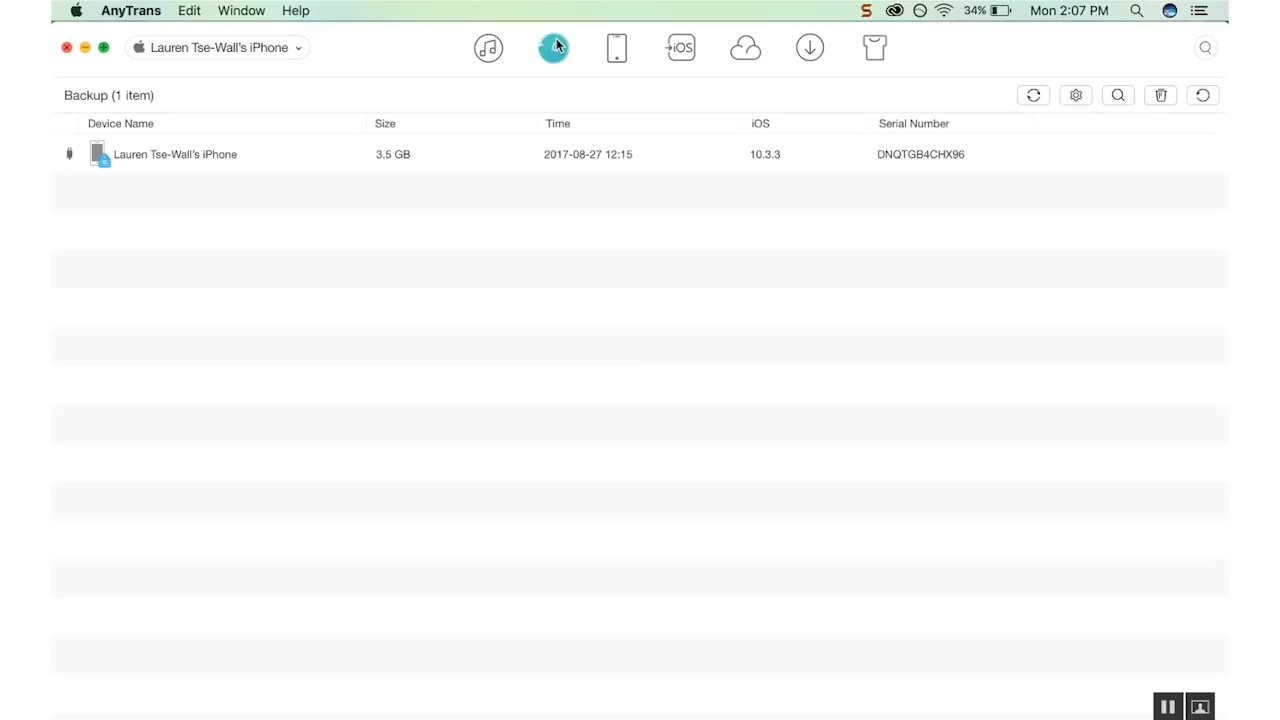 AnyTrans Edit Window Help S 34% Mon 2:07 PM
Lauren Tse-Wall's iPhone iOS
Backup (1 item)
Device Name Size Time iOS Serial Number
Lauren Tse-Wall's iPhone 3.5 GB 2017-08-27 12:15 10.3.3 DNQTGB4CHX96